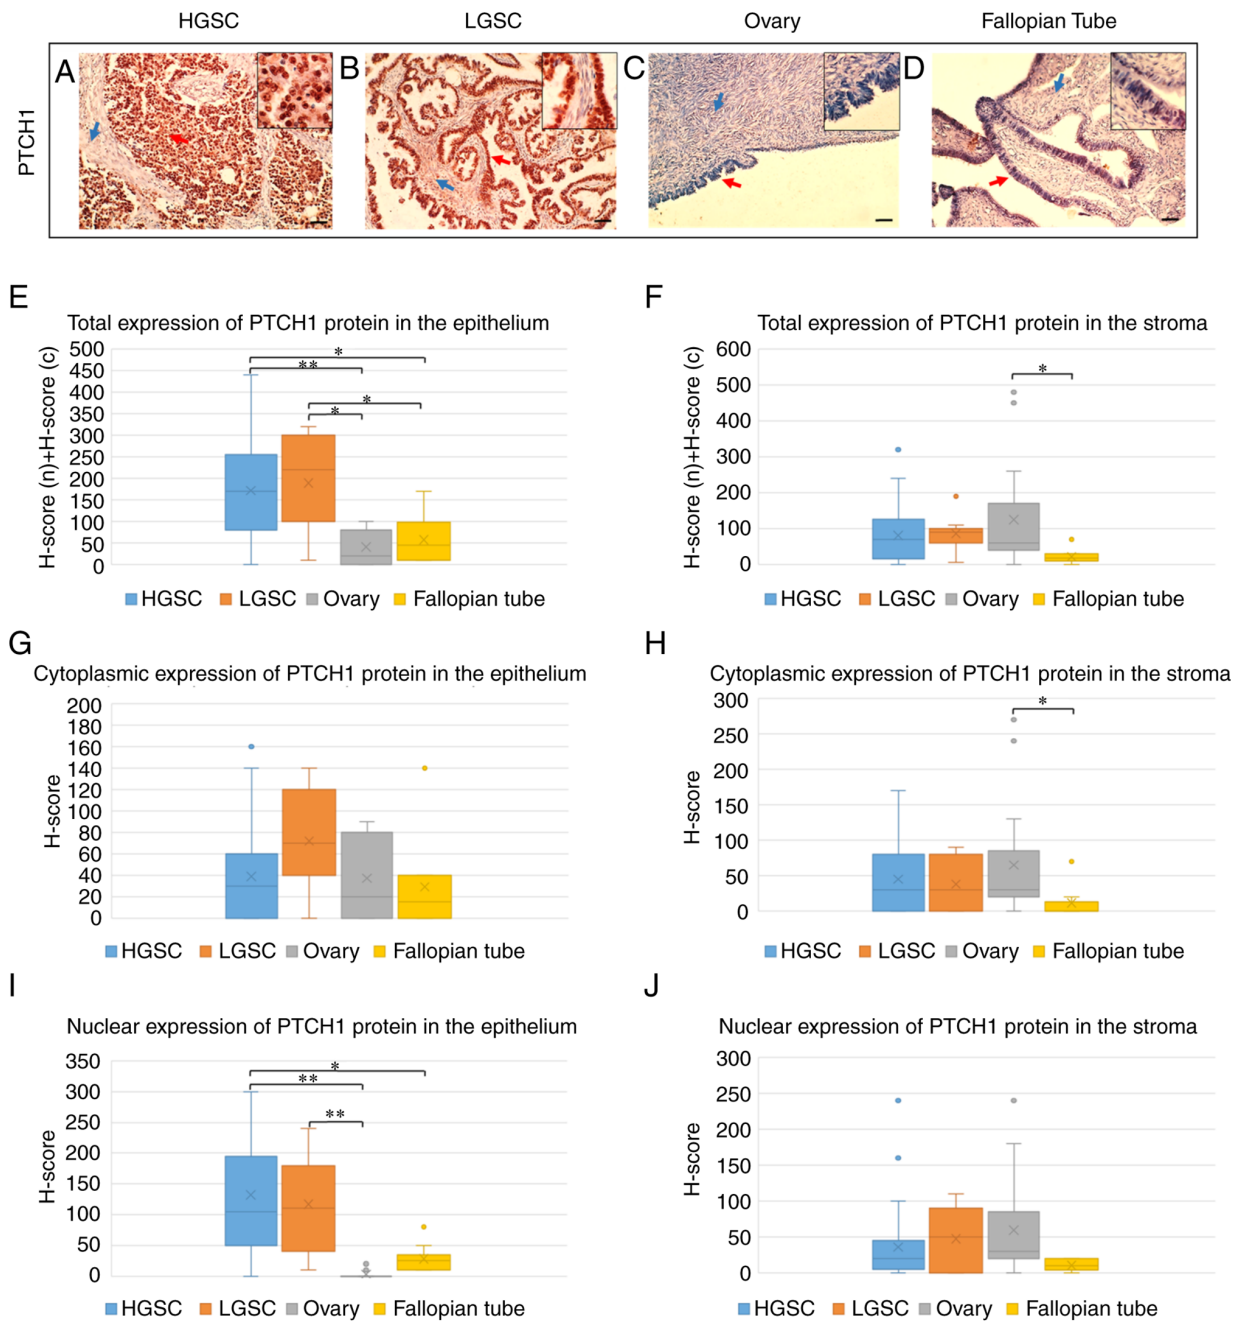 HGSC LGSC Ovary Fallopian Tube
PTCH1
A B C D
E
Total expression of PTCH1 protein in the epithelium
H-score (n)+H-score (c)
500
450
400
350
300
250
200
150
100
50
0
* ** * *
HGSC LGSC Ovary Fallopian tube
F
Total expression of PTCH1 protein in the stroma
H-score (n)+H-score (c)
600
500
400
300
200
100
0
*
HGSC LGSC Ovary Fallopian tube
G
Cytoplasmic expression of PTCH1 protein in the epithelium
H-score
200
180
160
140
120
100
80
60
40
20
0
HGSC LGSC Ovary Fallopian tube
H
Cytoplasmic expression of PTCH1 protein in the stroma
H-score
300
250
200
150
100
50
0
*
HGSC LGSC Ovary Fallopian tube
I
Nuclear expression of PTCH1 protein in the epithelium
H-score
350
300
250
200
150
100
50
0
* ** **
HGSC LGSC Ovary Fallopian tube
J
Nuclear expression of PTCH1 protein in the stroma
H-score
300
250
200
150
100
50
0
HGSC LGSC Ovary Fallopian tube